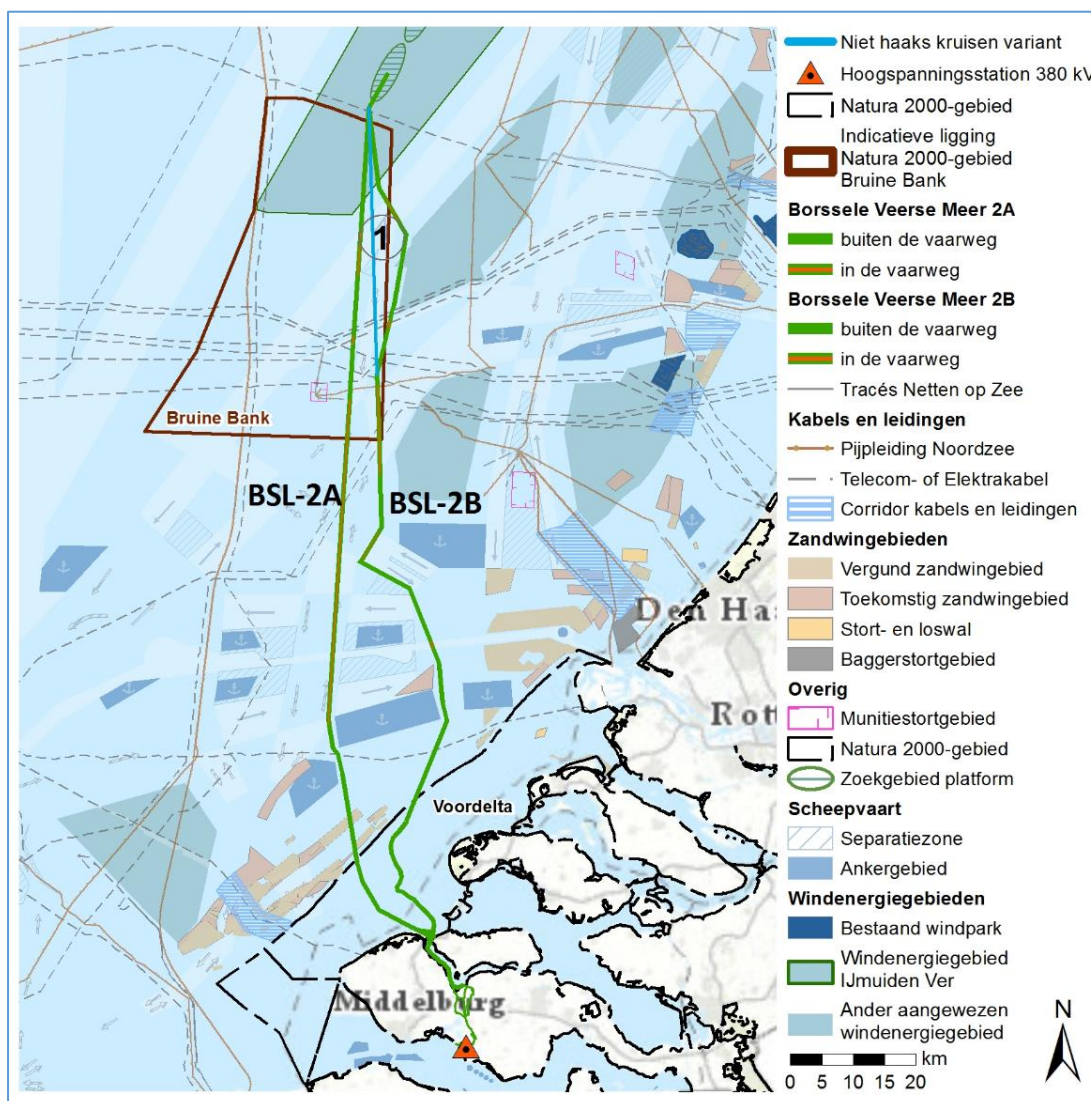 1
Bruine Bank
BSL-2A
BSL-2B
Den Haa
Rott
Voordelta
Middelburg
Niet haaks kruisen variant
Hoogspanningsstation 380 kV
Natura 2000-gebied
Indicatieve ligging
Natura 2000-gebied
Bruine Bank
Borssele Veerse Meer 2A
buiten de vaarweg
in de vaarweg
Borssele Veerse Meer 2B
buiten de vaarweg
in de vaarweg
Tracés Netten op Zee
Kabels en leidingen
Pijpleiding Noordzee
Telecom- of Elektrakabel
Corridor kabels en leidingen
Zandwingebieden
Vergund zandwingebied
Toekomstig zandwingebied
Stort- en loswal
Baggerstortgebied
Overig
Munitiestortgebied
Natura 2000-gebied
Zoekgebied platform
Scheepvaart
Separatiezone
Ankergebied
Windenergiegebieden
Bestaand windpark
Windenergiegebied
IJmuiden Ver
Ander aangewezen
windenergiegebied
N
km
0 5 10 15 20